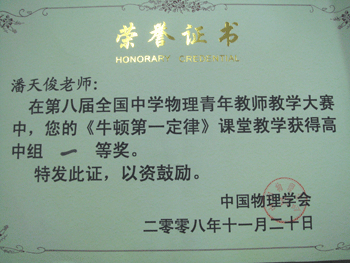 荣誉证书
HONORARY CREDENTIAL
潘天俊老师：
在第八届全国中学物理青年教师教学大赛
中，您的《牛顿第一定律》课堂教学获得高
中组 一 等奖。
特发此证，以资鼓励。
中国物理学会
二零零八年十一月二十日